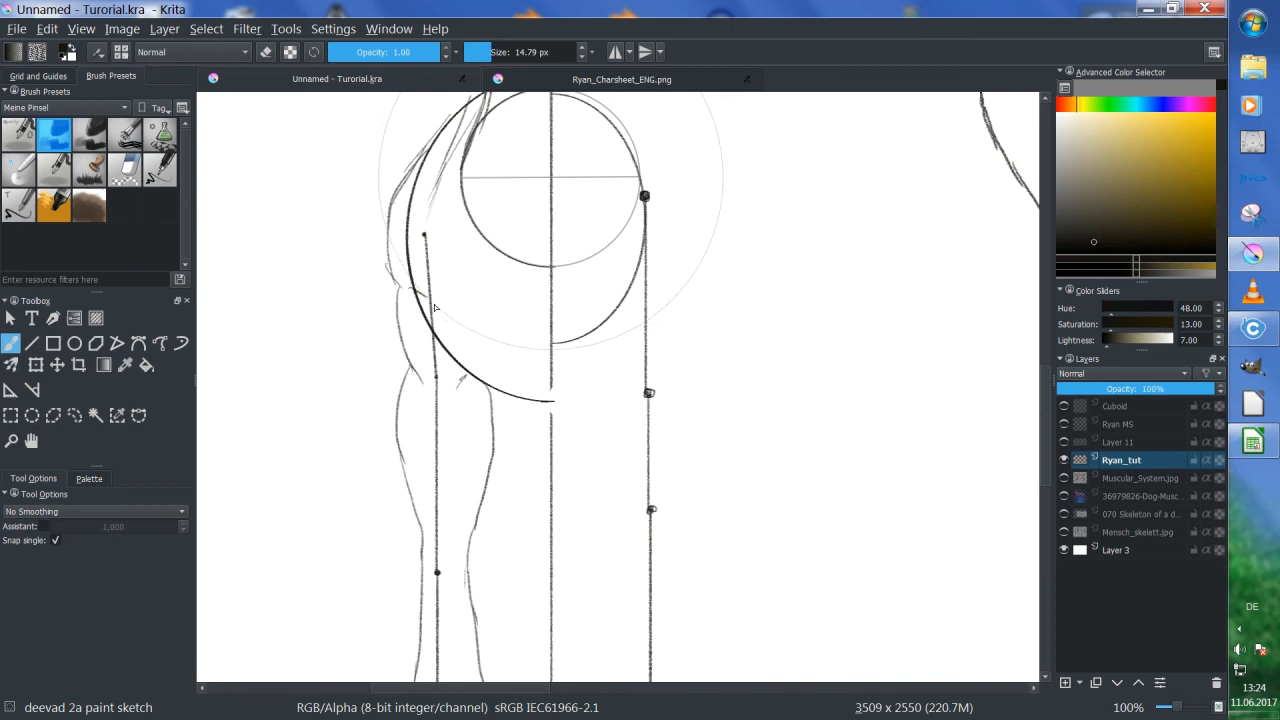 Unnamed - Turorial.kra - Krita
File Edit View Image Layer Select Filter Tools Settings Window Help
Normal Opacity: 1.00 Size: 14.79 px
Grid and Guides Brush Presets Unnamed - Turorial.kra Ryan_Charsheet_ENG.png Advanced Color Selector
Brush Presets
Meine Pinsel Tag
Enter resource filters here
Toolbox
Color Sliders
Hue: 48.00
Saturation: 13.00
Lightness: 7.00
Layers
Normal
Opacity: 100%
Cuboid
Ryan MS
Layer 11
Ryan_tut
Muscular_System.jpg
36979826-Dog-Musc...
070 Skeleton of a d...
Mensch_skelett.jpg
Layer 3
Tool Options Palette
Tool Options
No Smoothing
Assistant: 1,000
Snap single:
DE
13:24
11.06.2017
deevad 2a paint sketch RGB/Alpha (8-bit integer/channel) sRGB IEC61966-2.1 3509 x 2550 (220.7M) 100%